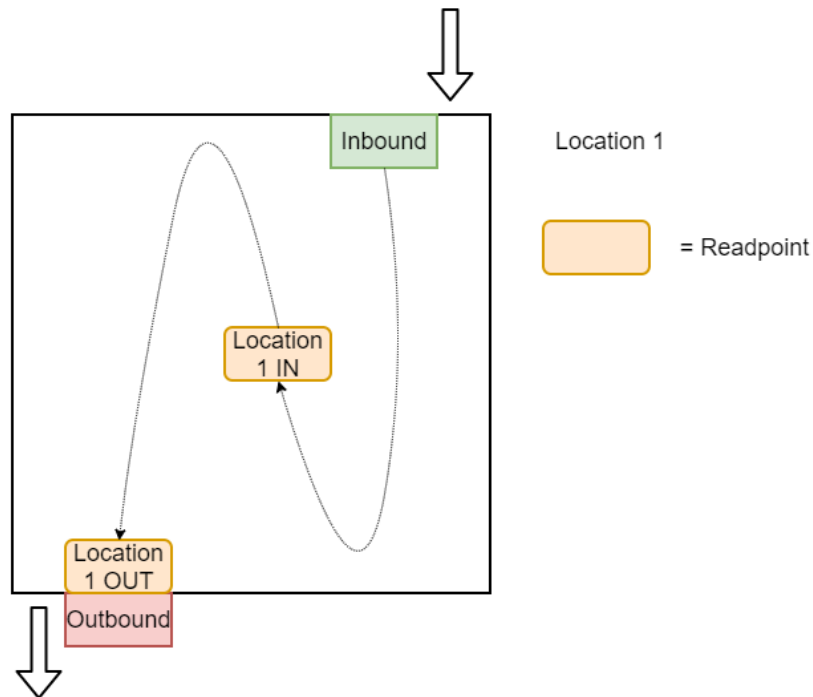 Inbound
Location 1
= Readpoint
Location
1 IN
Location
1 OUT
Outbound